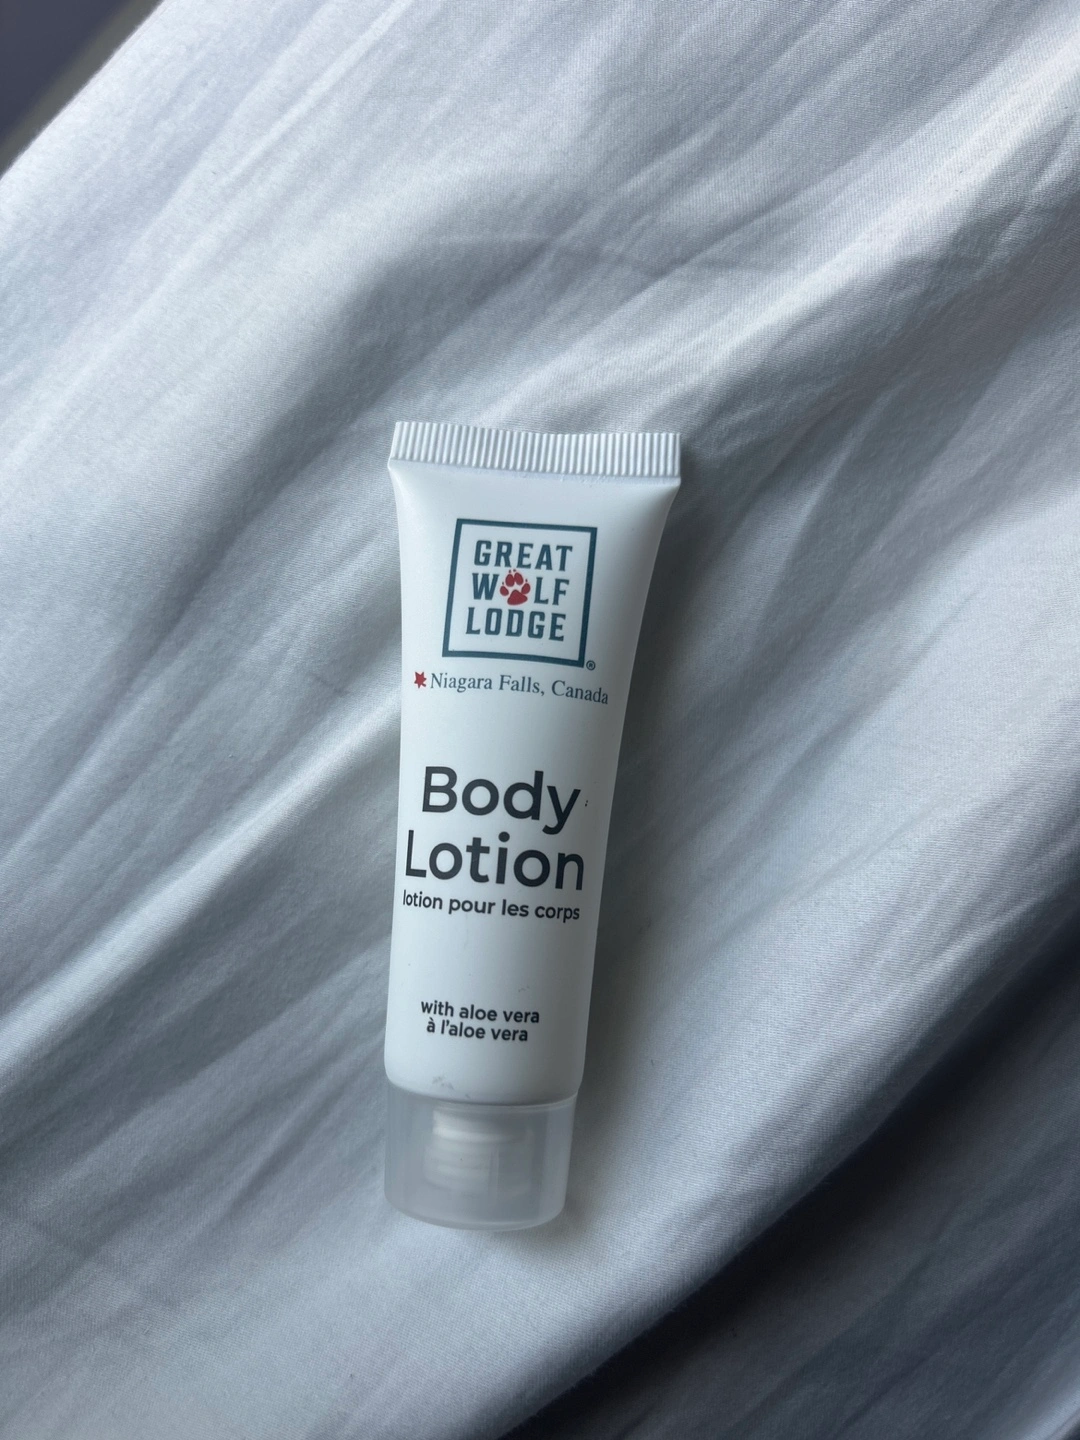 GREAT
WOLF
LODGE
®
Niagara Falls, Canada
Body
Lotion
lotion pour les corps
with aloe vera
à l'aloe vera